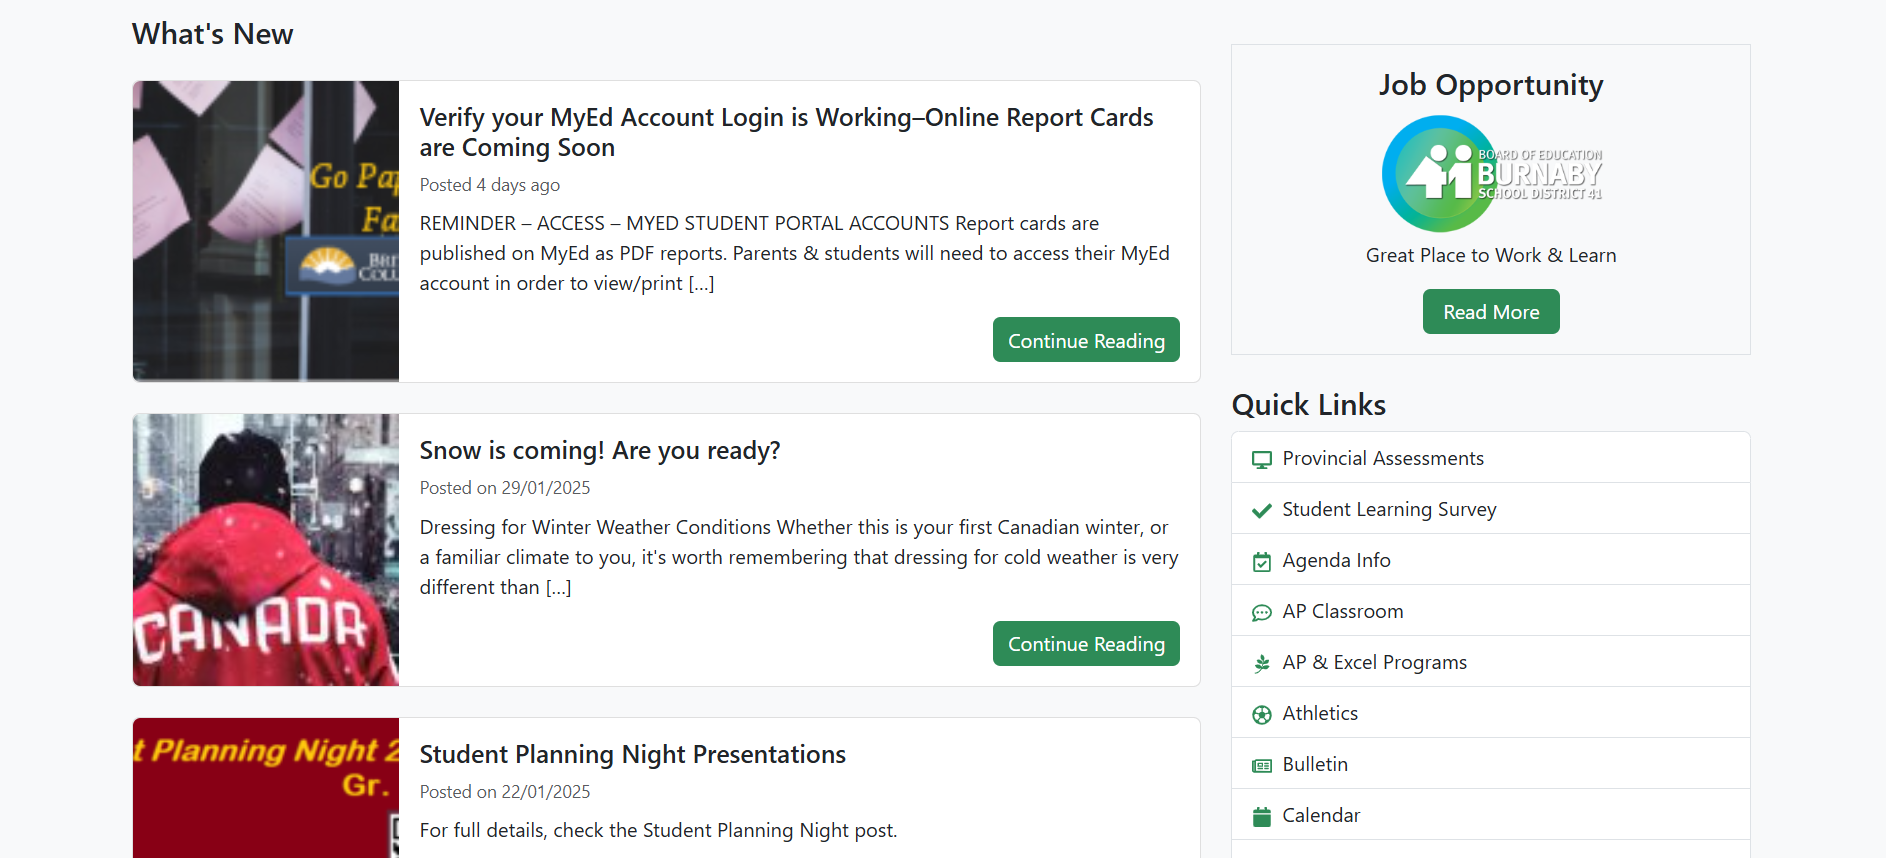 What's New
Go Pap
Fa
BRIT
COLU
Verify your MyEd Account Login is Working–Online Report Cards
are Coming Soon
Posted 4 days ago
REMINDER – ACCESS – MYED STUDENT PORTAL ACCOUNTS Report cards are
published on MyEd as PDF reports. Parents & students will need to access their MyEd
account in order to view/print [...]
Continue Reading
CANADA
Snow is coming! Are you ready?
Posted on 29/01/2025
Dressing for Winter Weather Conditions Whether this is your first Canadian winter, or
a familiar climate to you, it's worth remembering that dressing for cold weather is very
different than [...]
Continue Reading
t Planning Night 2
Gr.
Student Planning Night Presentations
Posted on 22/01/2025
For full details, check the Student Planning Night post.
Job Opportunity
41
BOARD OF EDUCATION
BURNABY
SCHOOL DISTRICT 41
Great Place to Work & Learn
Read More
Quick Links
Provincial Assessments
Student Learning Survey
Agenda Info
AP Classroom
AP & Excel Programs
Athletics
Bulletin
Calendar